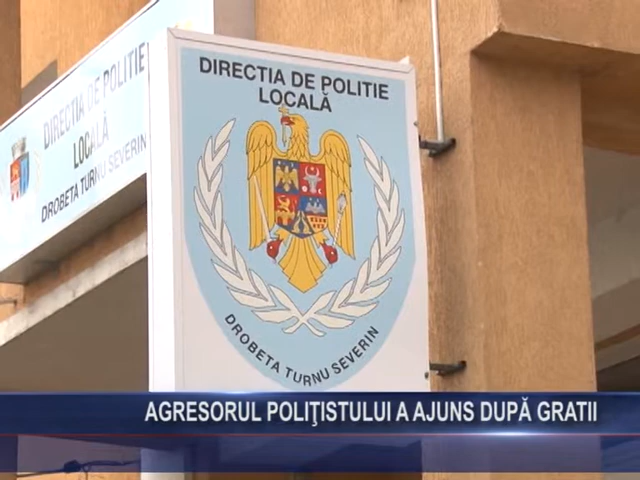 DIRECTIA DE POLITIE
LOCALĂ
DROBETA TURNU SEVERIN
DIRECTIA DE POLITIE
LOCALĂ
DROBETA TURNU SEVERIN
AGRESORUL POLIŢISTULUI A AJUNS DUPĂ GRATII